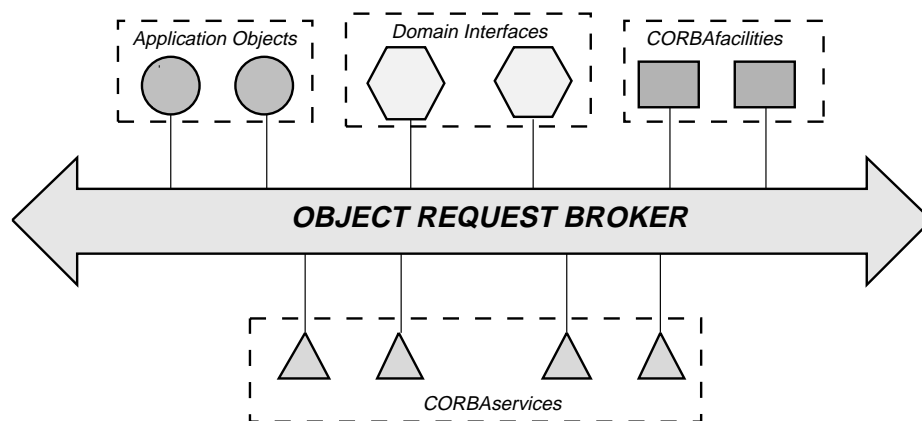 Application Objects
Domain Interfaces
CORBAfacilities
OBJECT REQUEST BROKER
CORBAservices